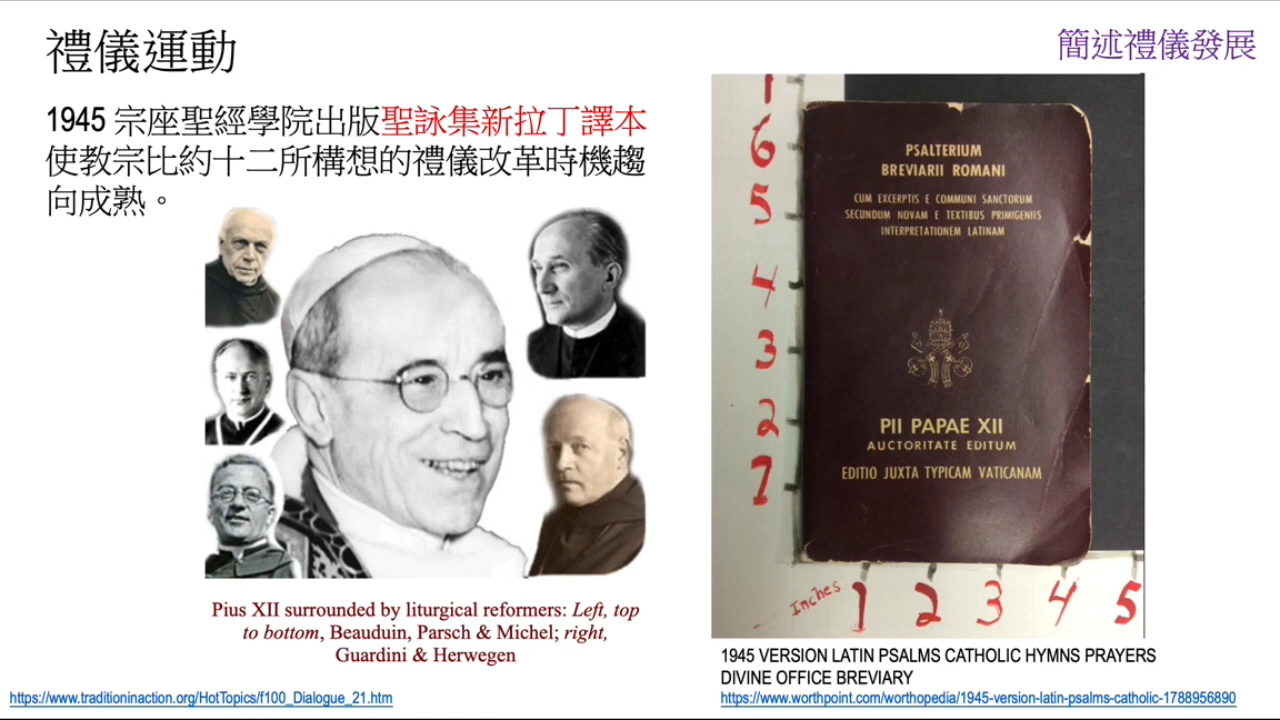 禮儀運動
簡述禮儀發展
1945 宗座聖經學院出版聖詠集新拉丁譯本
使教宗比約十二所構想的禮儀改革時機趨
向成熟。
Pius XII surrounded by liturgical reformers: Left, top
to bottom, Beauduin, Parsch & Michel; right,
Guardini & Herwegen
https://www.traditioninaction.org/HotTopics/f100_Dialogue_21.htm
PSALTERIUM
BREVIARII ROMANI
CUM EXCERPTIS E COMMUNI SANCTORUM
SECUNDUM NOVAM E TEXTIBUS PRIMIGENIIS
INTERPRETATIONEM LATINAM
PII PAPAE XII
AUCTORITATE EDITUM
EDITIO JUXTA TYPICAM VATICANAM
6
5
4
3
2
1
Inches 1 2 3 4 5
1945 VERSION LATIN PSALMS CATHOLIC HYMNS PRAYERS
DIVINE OFFICE BREVIARY
https://www.worthpoint.com/worthopedia/1945-version-latin-psalms-catholic-1788956890